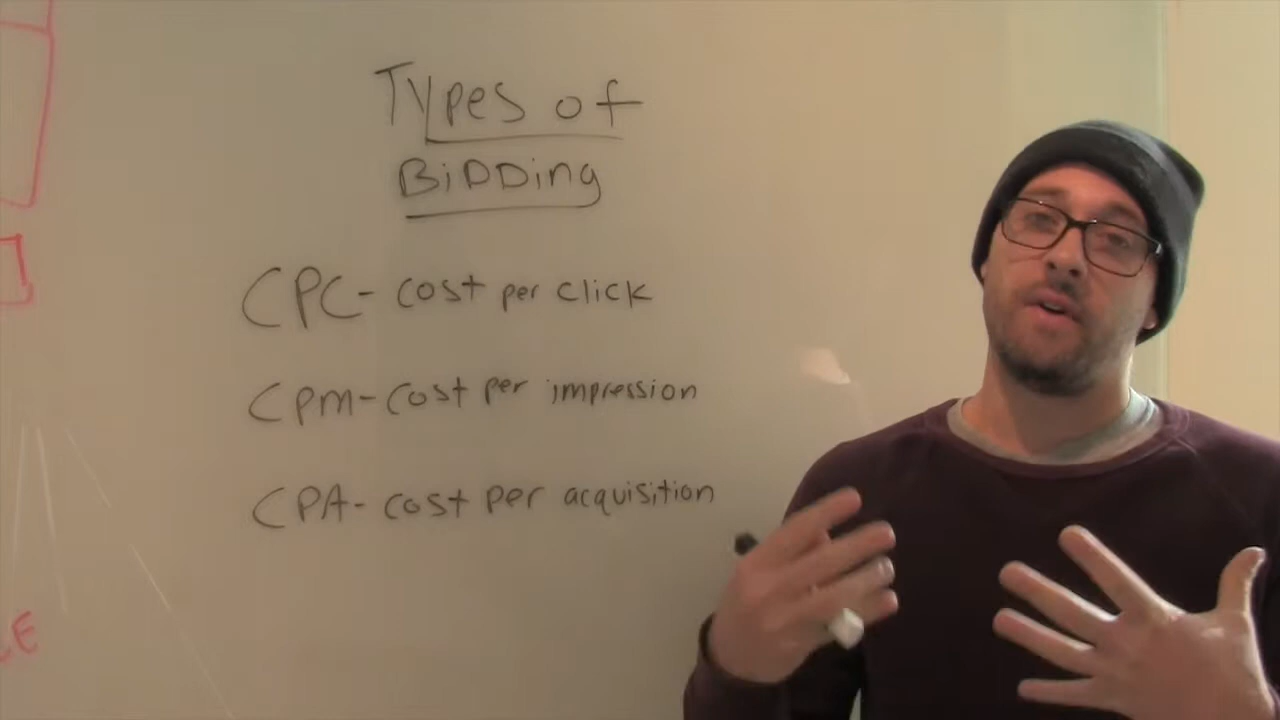 Types of
BiDDing
CPC- cost per click
Cpm- cost per impression
CPA- cost per acquisition